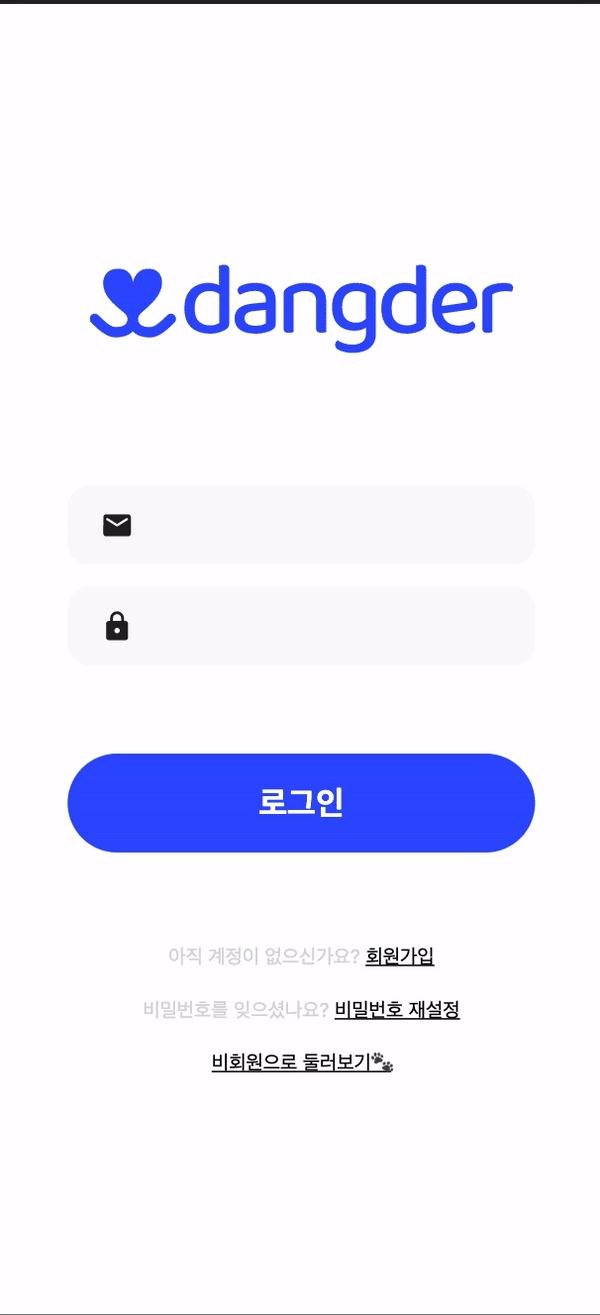 dangder
로그인
아직 계정이 없으신가요? 회원가입
비밀번호를 잊으셨나요? 비밀번호 재설정
비회원으로 둘러보기🐾